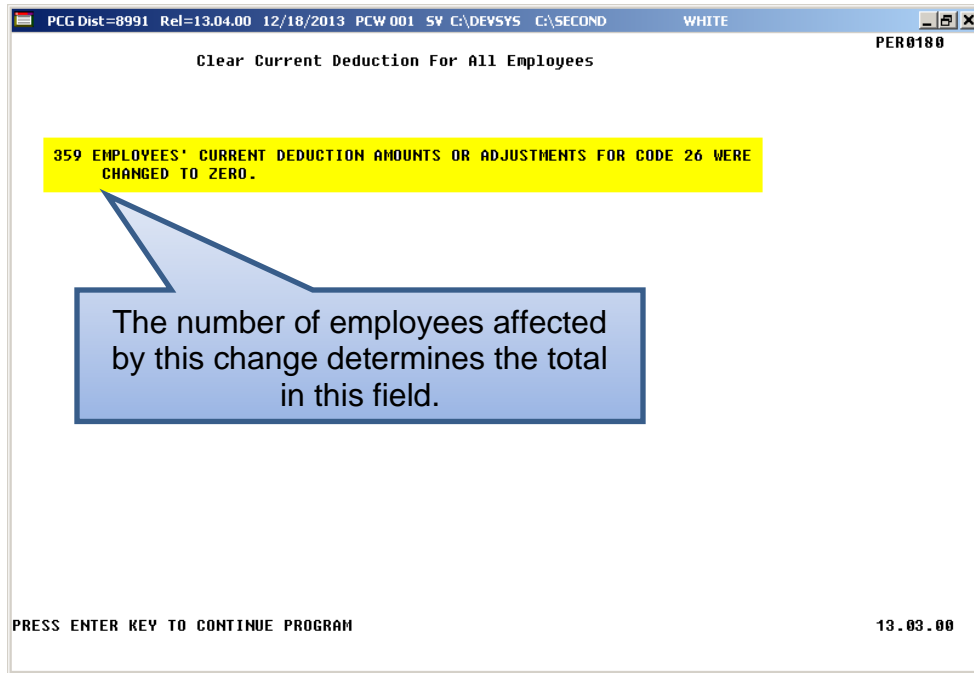 PCG Dist=8991 Rel=13.04.00 12/18/2013 PCW 001 SV C:\DEVSYS C:\SECOND WHITE
PER0180
Clear Current Deduction For All Employees
359 EMPLOYEES' CURRENT DEDUCTION AMOUNTS OR ADJUSTMENTS FOR CODE 26 WERE
CHANGED TO ZERO.
The number of employees affected
by this change determines the total
in this field.
PRESS ENTER KEY TO CONTINUE PROGRAM 13.03.00